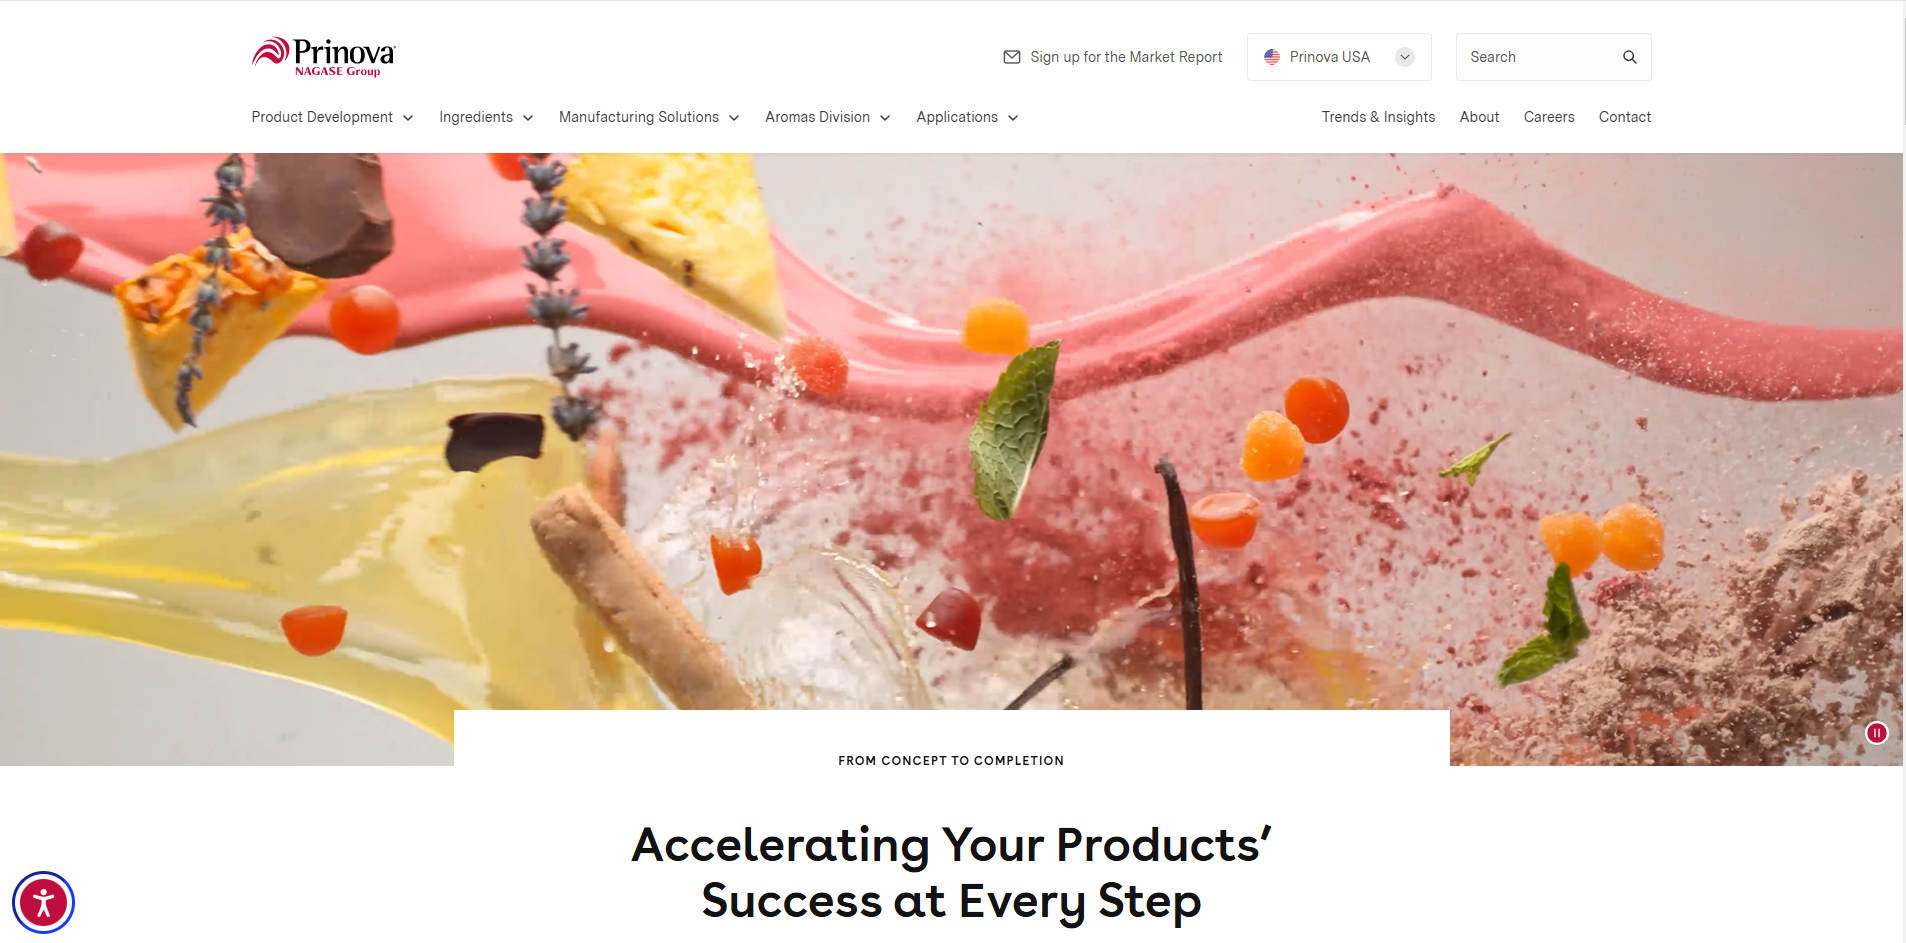 Prinova
NAGASE Group
Sign up for the Market Report
Prinova USA
Search
Product Development
Ingredients
Manufacturing Solutions
Aromas Division
Applications
Trends & Insights
About
Careers
Contact
FROM CONCEPT TO COMPLETION
Accelerating Your Products’
Success at Every Step